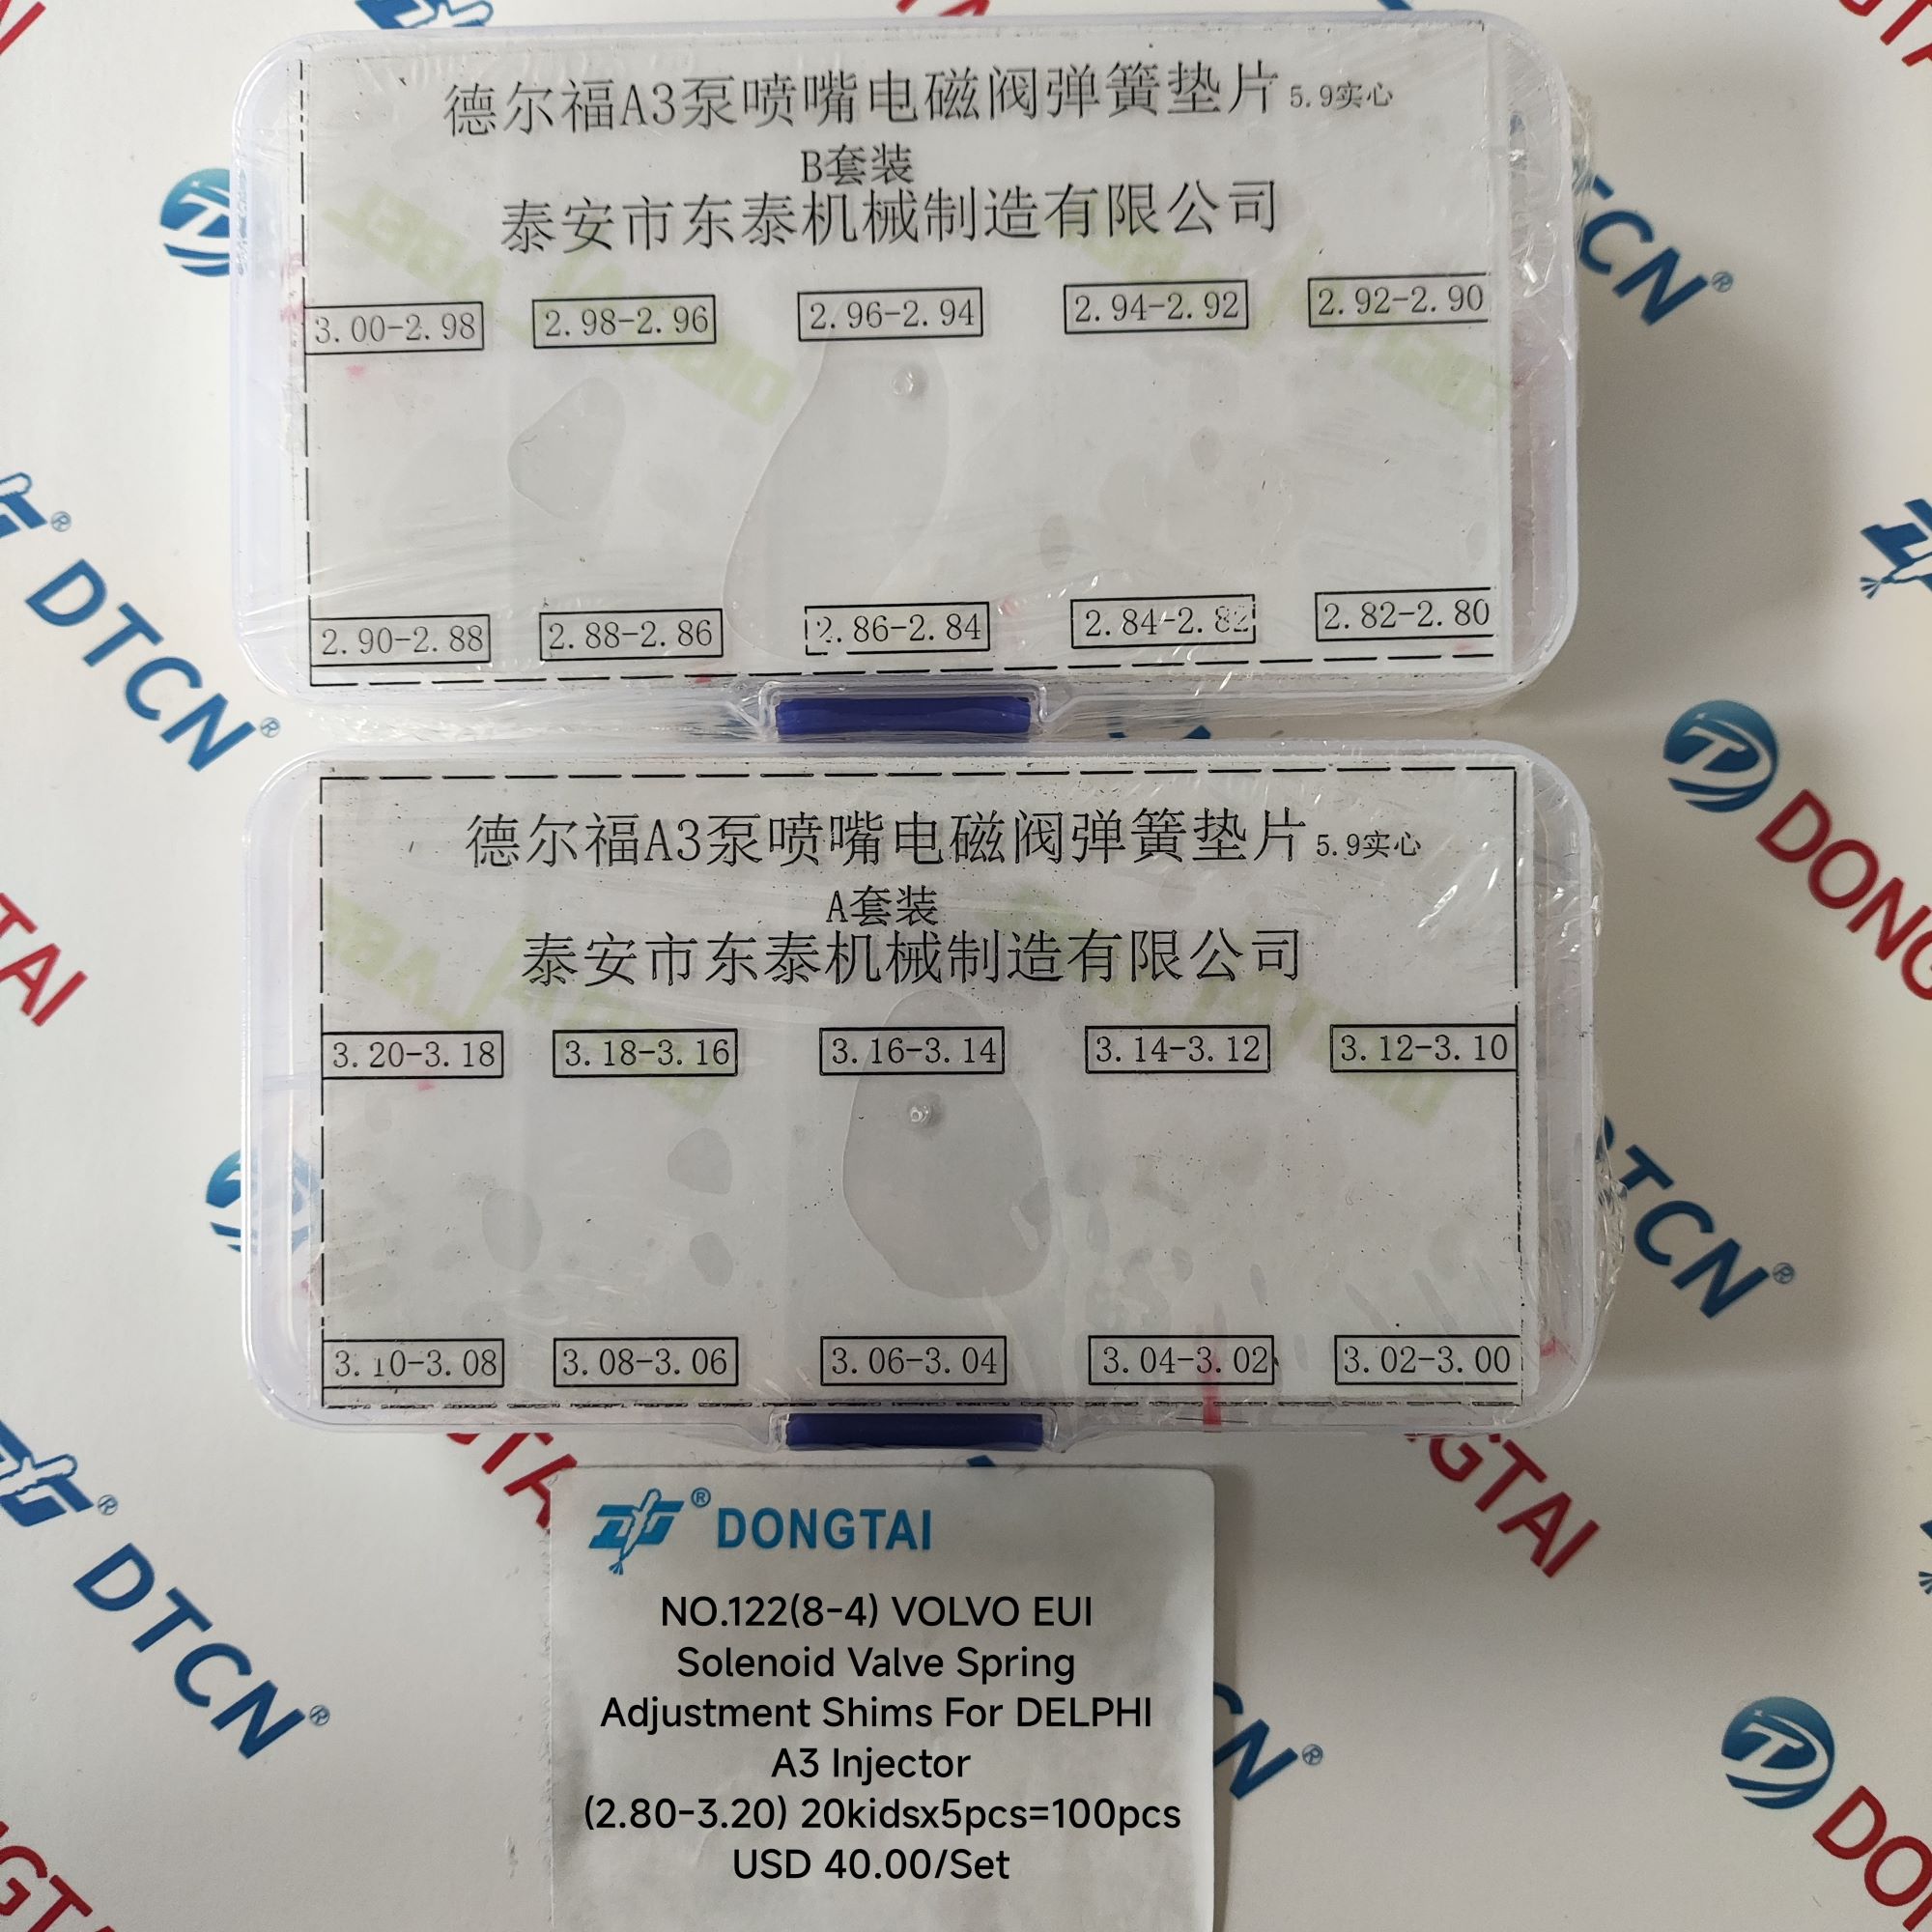 德尔福A3泵喷嘴电磁阀弹簧垫片 5.9实心
B套装
泰安市东泰机械制造有限公司
3.00-2.98 2.98-2.96 2.96-2.94 2.94-2.92 2.92-2.90
2.90-2.88 2.88-2.86 2.86-2.84 2.84-2.82 2.82-2.80
德尔福A3泵喷嘴电磁阀弹簧垫片 5.9实心
A套装
泰安市东泰机械制造有限公司
3.20-3.18 3.18-3.16 3.16-3.14 3.14-3.12 3.12-3.10
3.10-3.08 3.08-3.06 3.06-3.04 3.04-3.02 3.02-3.00
DONGTAI
NO.122(8-4) VOLVO EUI
Solenoid Valve Spring
Adjustment Shims For DELPHI
A3 Injector
(2.80-3.20) 20kidsx5pcs=100pcs
USD 40.00/Set
DTCN
DTCN
DTCN